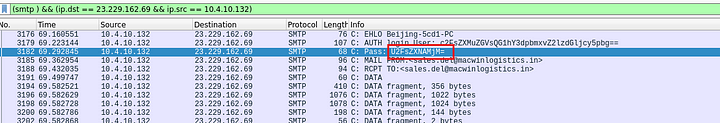 (smtp ) && (ip.dst == 23.229.162.69 && ip.src == 10.4.10.132)
No. Time Source Destination Protocol Length Info
3176 69.160551 10.4.10.132 23.229.162.69 SMTP 76 C: EHLO Beijing-5cd1-PC
3179 69.223144 10.4.10.132 23.229.162.69 SMTP 107 C: AUTH login User: c2FsZXMuZGVsQG1hY3dpbmxvZ2lzdGljcy5pbg==
3182 69.292845 10.4.10.132 23.229.162.69 SMTP 68 C: Pass: U2FsZXNAMjM=
3185 69.362954 10.4.10.132 23.229.162.69 SMTP 96 C: MAIL FROM:<sales.del@macwinlogistics.in>
3188 69.432035 10.4.10.132 23.229.162.69 SMTP 94 C: RCPT TO:<sales.del@macwinlogistics.in>
3191 69.499747 10.4.10.132 23.229.162.69 SMTP 60 C: DATA
3194 69.582521 10.4.10.132 23.229.162.69 SMTP 410 C: DATA fragment, 356 bytes
3196 69.582627 10.4.10.132 23.229.162.69 SMTP 1076 C: DATA fragment, 1022 bytes
3198 69.582728 10.4.10.132 23.229.162.69 SMTP 1078 C: DATA fragment, 1024 bytes
3200 69.582786 10.4.10.132 23.229.162.69 SMTP 198 C: DATA fragment, 144 bytes
3202 69.582868 10.4.10.132 23.229.162.69 SMTP 56 C: DATA fragment, 2 bytes